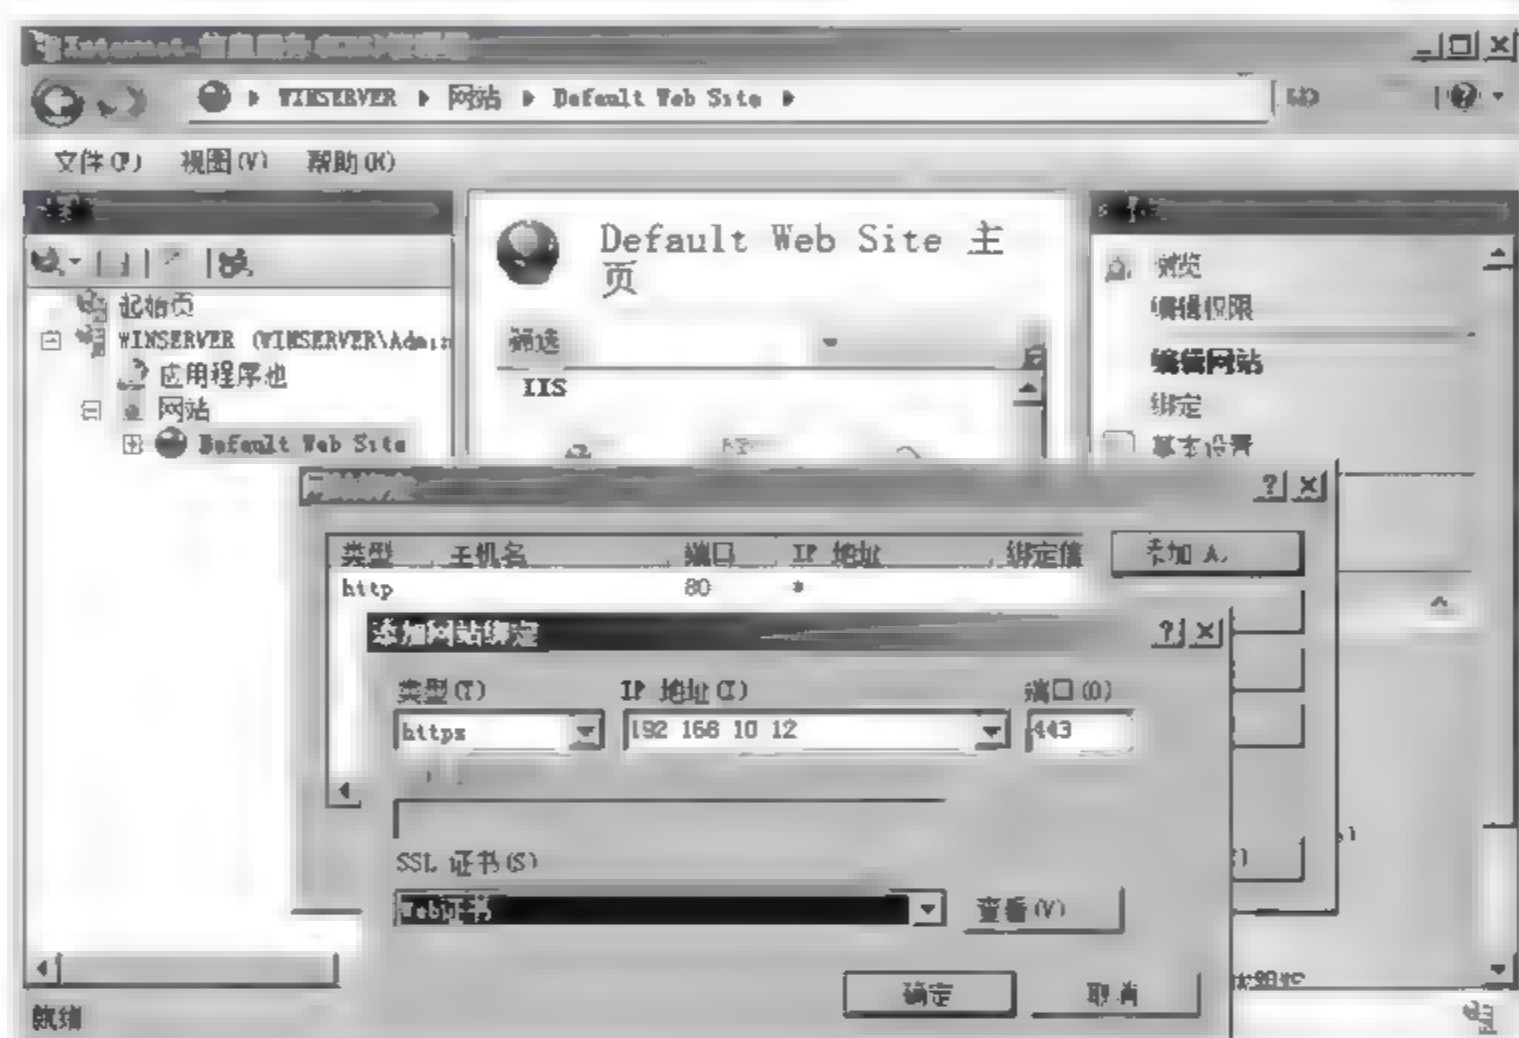 WINSERVER ▸ 网站 ▸ Default Web Site ▸
文件(F) 视图(V) 帮助(H)
起始页
WINSERVER (WINSERVER\Admin
应用程序池
网站
Default Web Site
Default Web Site 主
页
筛选
IIS
浏览
编辑权限
编辑网站
绑定
基本设置
类型 主机名 端口 IP 地址 绑定信
http 80 *
添加 A.
添加网站绑定
类型(T) IP 地址(I) 端口(O)
https 192 168 10 12 443
SSL 证书(S)
Web证书 查看(V)
确定 取消
就绪